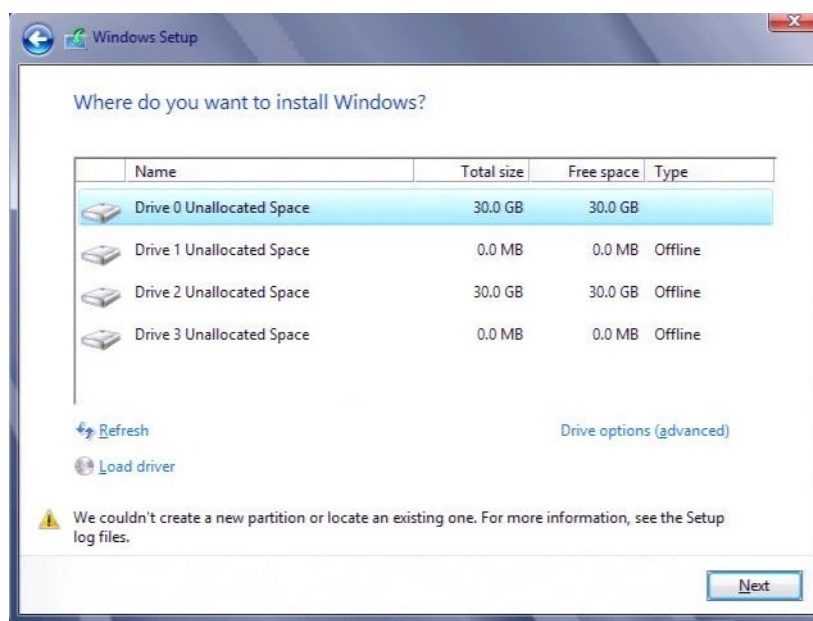 Windows Setup
Where do you want to install Windows?
Name Total size Free space Type
Drive 0 Unallocated Space 30.0 GB 30.0 GB
Drive 1 Unallocated Space 0.0 MB 0.0 MB Offline
Drive 2 Unallocated Space 30.0 GB 30.0 GB Offline
Drive 3 Unallocated Space 0.0 MB 0.0 MB Offline
Refresh Drive options (advanced)
Load driver
We couldn't create a new partition or locate an existing one. For more information, see the Setup
log files.
Next